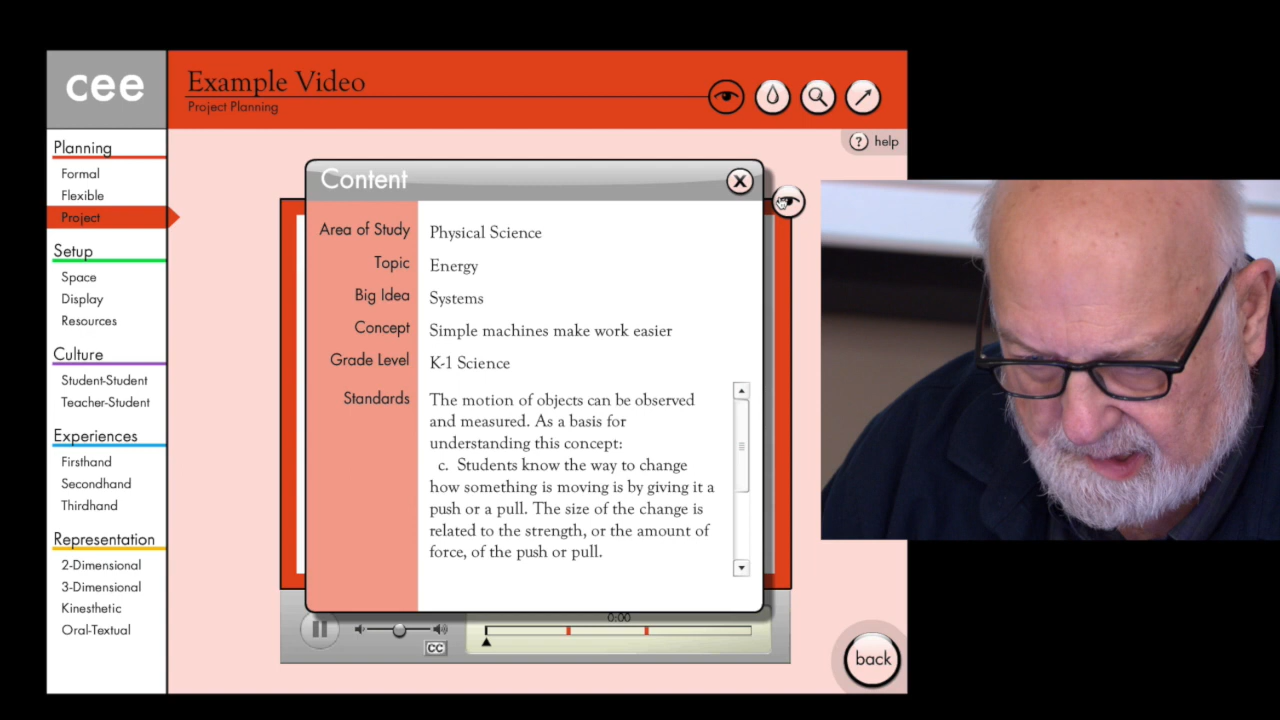 cee
Example Video
Project Planning
help
Planning
Formal
Flexible
Project
Setup
Space
Display
Resources
Culture
Student-Student
Teacher-Student
Experiences
Firsthand
Secondhand
Thirdhand
Representation
2-Dimensional
3-Dimensional
Kinesthetic
Oral-Textual
Content
Area of Study Physical Science
Topic Energy
Big Idea Systems
Concept Simple machines make work easier
Grade Level K-1 Science
Standards The motion of objects can be observed
and measured. As a basis for
understanding this concept:
c. Students know the way to change
how something is moving is by giving it a
push or a pull. The size of the change is
related to the strength, or the amount of
force, of the push or pull.
0:00
CC
back